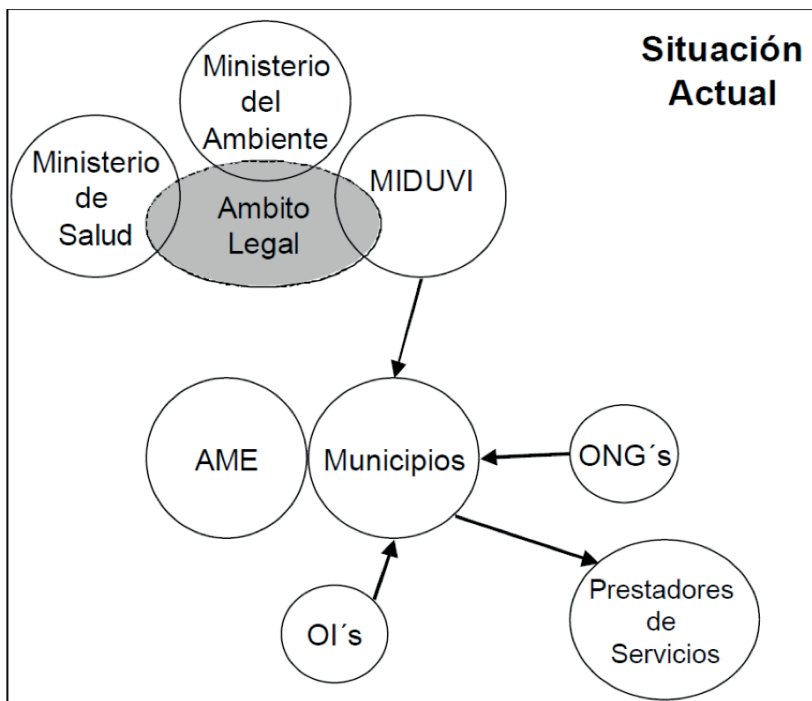 Situación
Actual
Ministerio
del
Ambiente
Ministerio
de
Salud
MIDUVI
Ambito
Legal
AME
Municipios
ONG´s
OI´s
Prestadores
de
Servicios